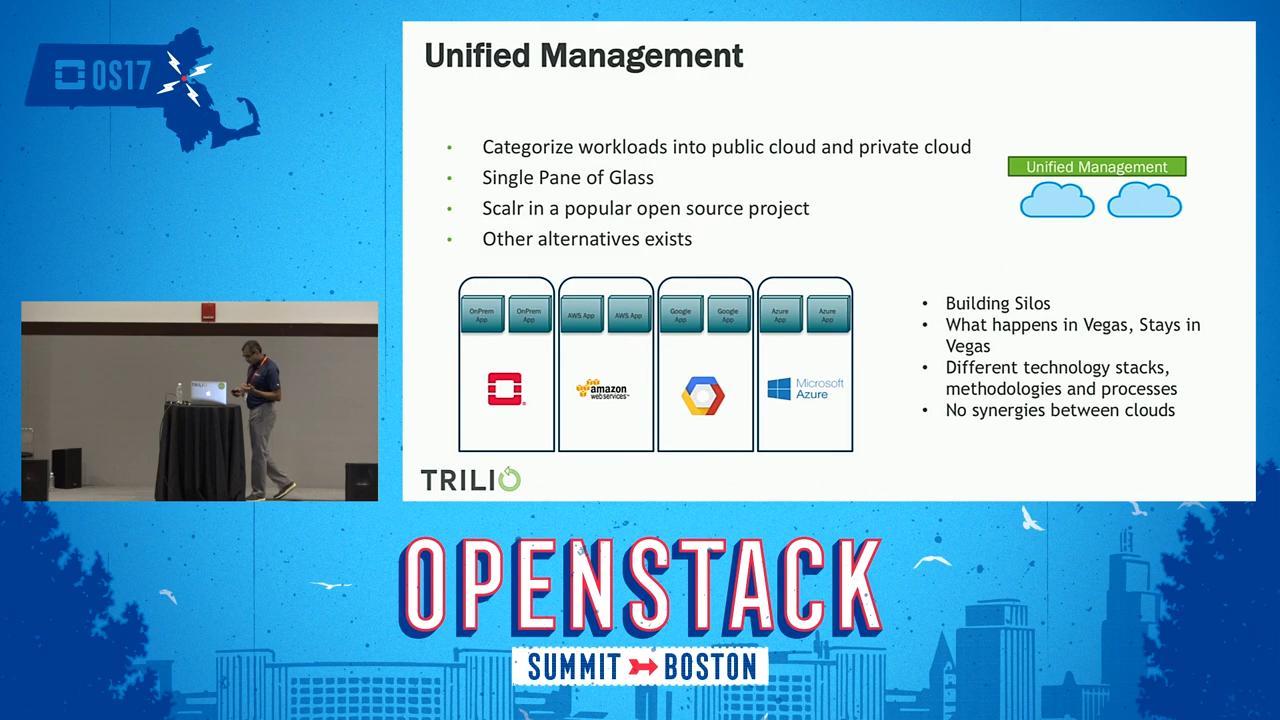 OS17
Unified Management
• Categorize workloads into public cloud and private cloud
• Single Pane of Glass
• Scalr in a popular open source project
• Other alternatives exists
Unified Management
OnPrem
App
OnPrem
App
AWS App
AWS App
Google
App
Google
App
Azure
App
Azure
App
amazon
webservices™
Microsoft
Azure
• Building Silos
• What happens in Vegas, Stays in
Vegas
• Different technology stacks,
methodologies and processes
• No synergies between clouds
TRILIO
TRILIO
OPENSTACK
SUMMIT BOSTON